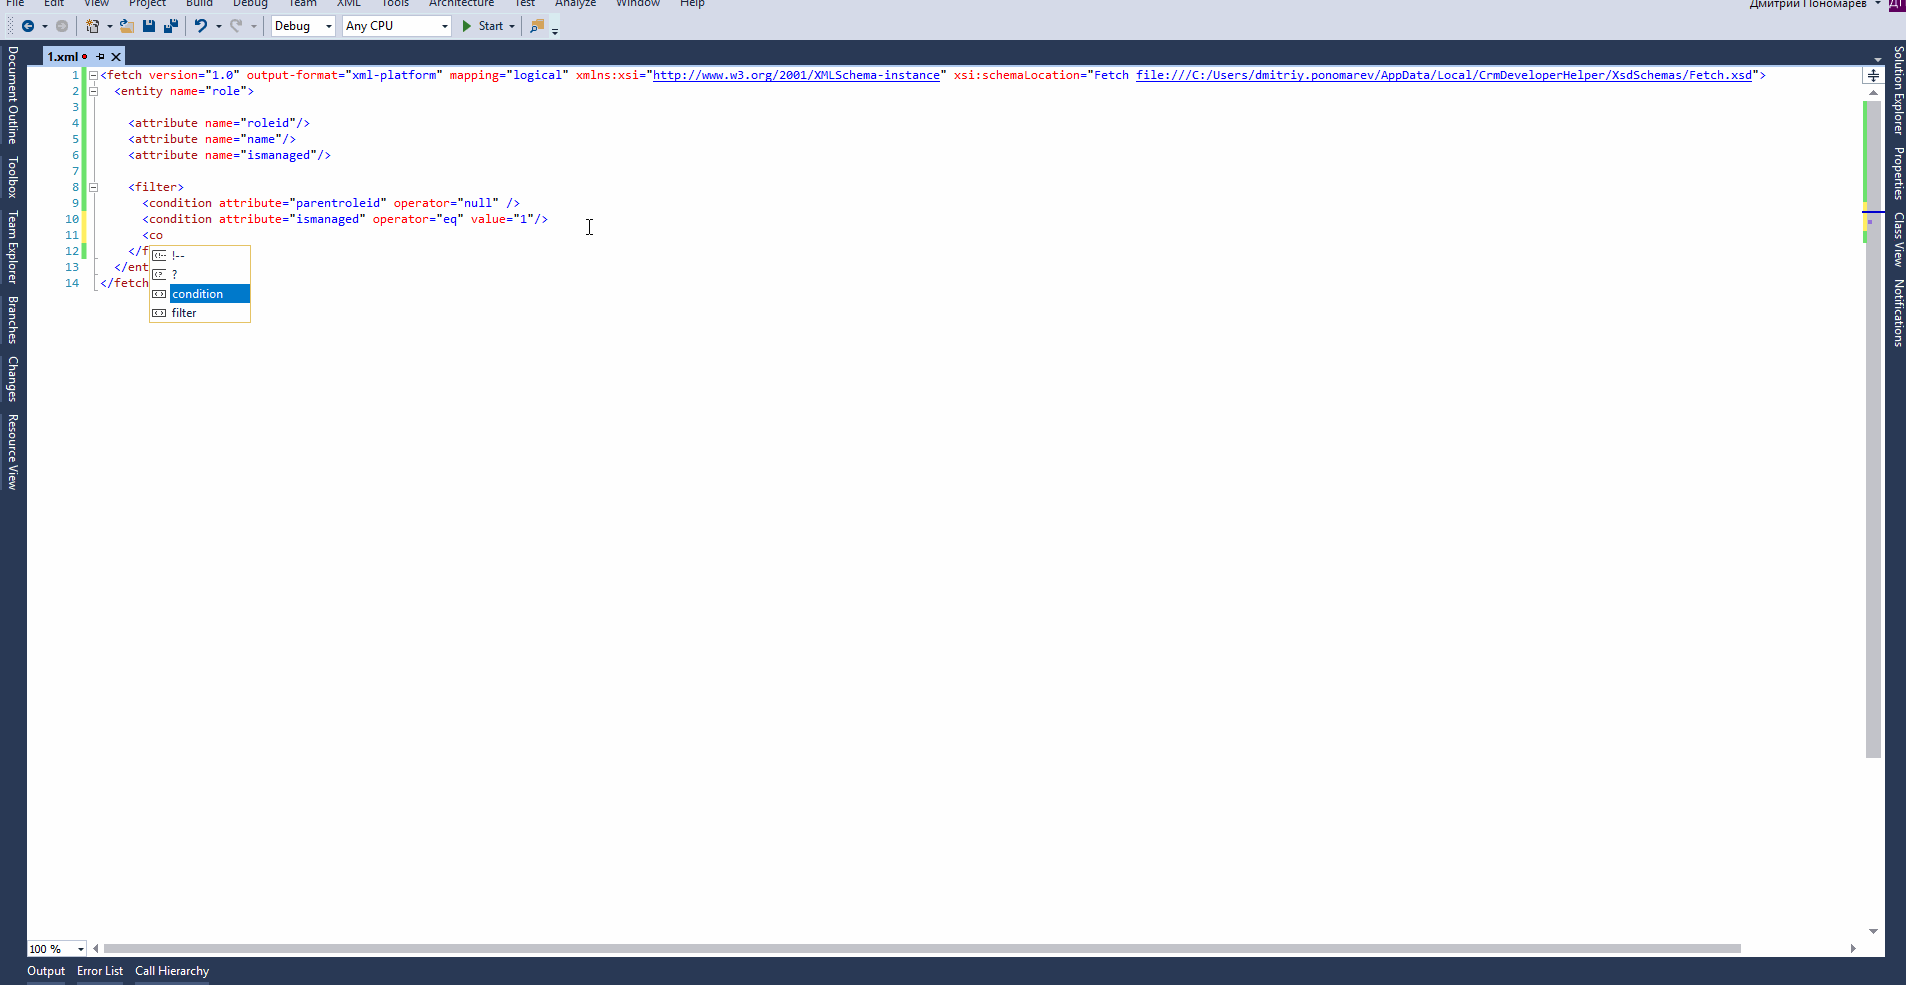 File Edit View Project Build Debug Team XML Tools Architecture Test Analyze Window Help Дмитрий Пономарев ДП
Debug Any CPU Start
1.xml
1 <fetch version="1.0" output-format="xml-platform" mapping="logical" xmlns:xsi="http://www.w3.org/2001/XMLSchema-instance" xsi:schemaLocation="Fetch file:///C:/Users/dmitriy.ponomarev/AppData/Local/CrmDeveloperHelper/XsdSchemas/Fetch.xsd">
2 <entity name="role">
3
4 <attribute name="roleid"/>
5 <attribute name="name"/>
6 <attribute name="ismanaged"/>
7
8 <filter>
9 <condition attribute="parentroleid" operator="null" />
10 <condition attribute="ismanaged" operator="eq" value="1"/>
11 <co
12 </f
13 </ent
14 </fetch
!--
?
condition
filter
Document Outline
Toolbox
Team Explorer
Branches
Changes
Resource View
Solution Explorer
Properties
Class View
Notifications
100 %
Output Error List Call Hierarchy